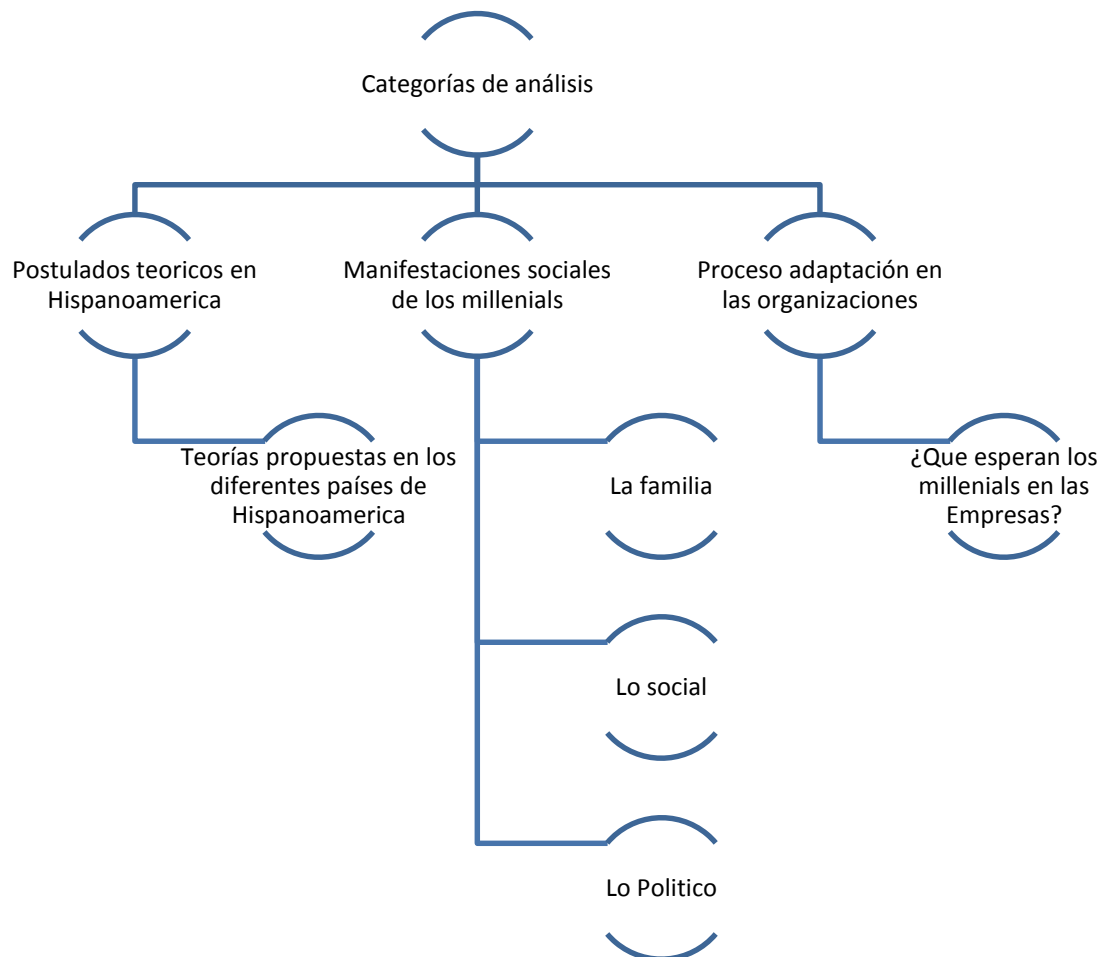 Categorías de análisis
Postulados teoricos en
Hispanoamerica
Manifestaciones sociales
de los millenials
Proceso adaptación en
las organizaciones
Teorías propuestas en los
diferentes países de
Hispanoamerica
La familia
¿Que esperan los
millenials en las
Empresas?
Lo social
Lo Politico